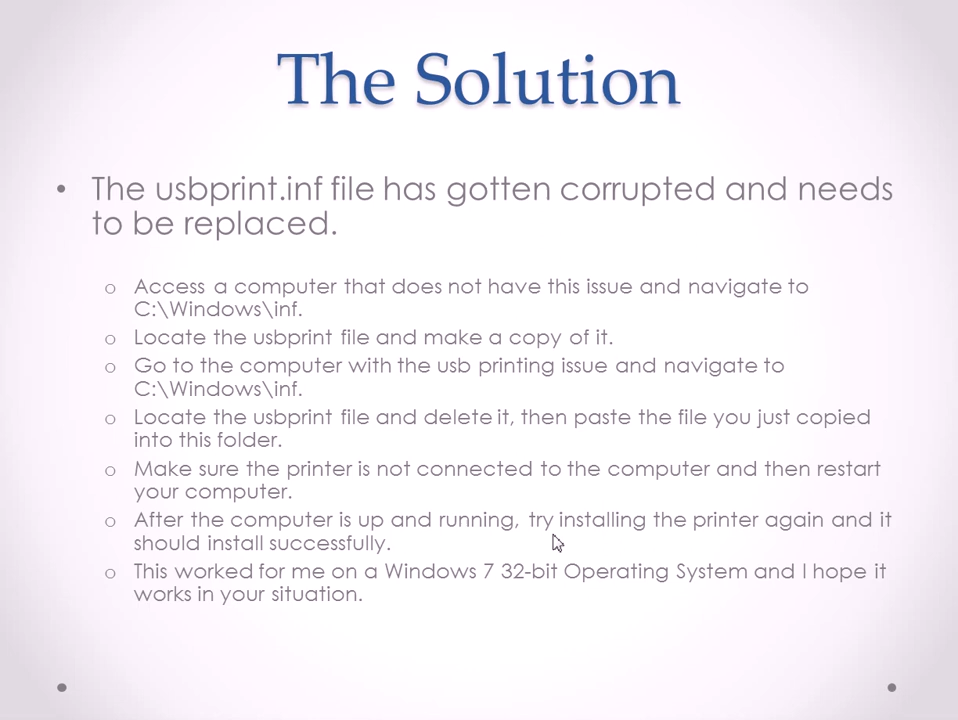 The Solution
• The usbprint.inf file has gotten corrupted and needs
to be replaced.
o Access a computer that does not have this issue and navigate to
C:\Windows\inf.
o Locate the usbprint file and make a copy of it.
o Go to the computer with the usb printing issue and navigate to
C:\Windows\inf.
o Locate the usbprint file and delete it, then paste the file you just copied
into this folder.
o Make sure the printer is not connected to the computer and then restart
your computer.
o After the computer is up and running, try installing the printer again and it
should install successfully.
o This worked for me on a Windows 7 32-bit Operating System and I hope it
works in your situation.